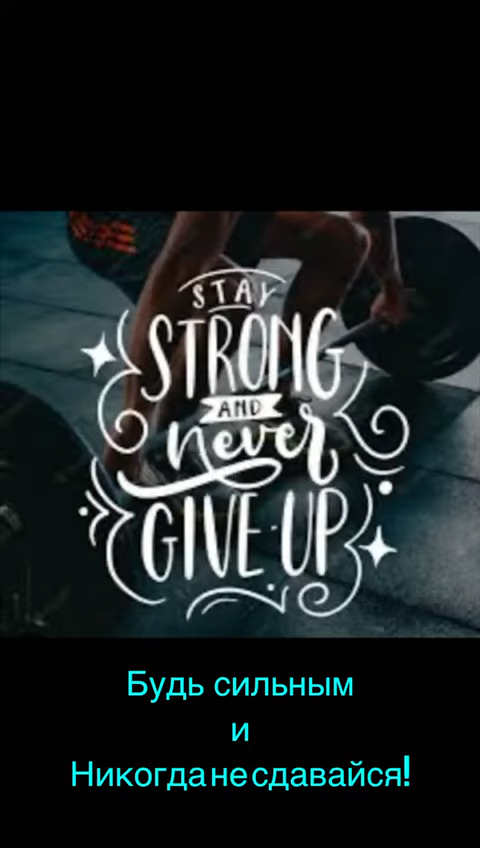 STAY
STRONG
AND
never
GIVE UP
Будь сильным
и
Никогда не сдавайся!